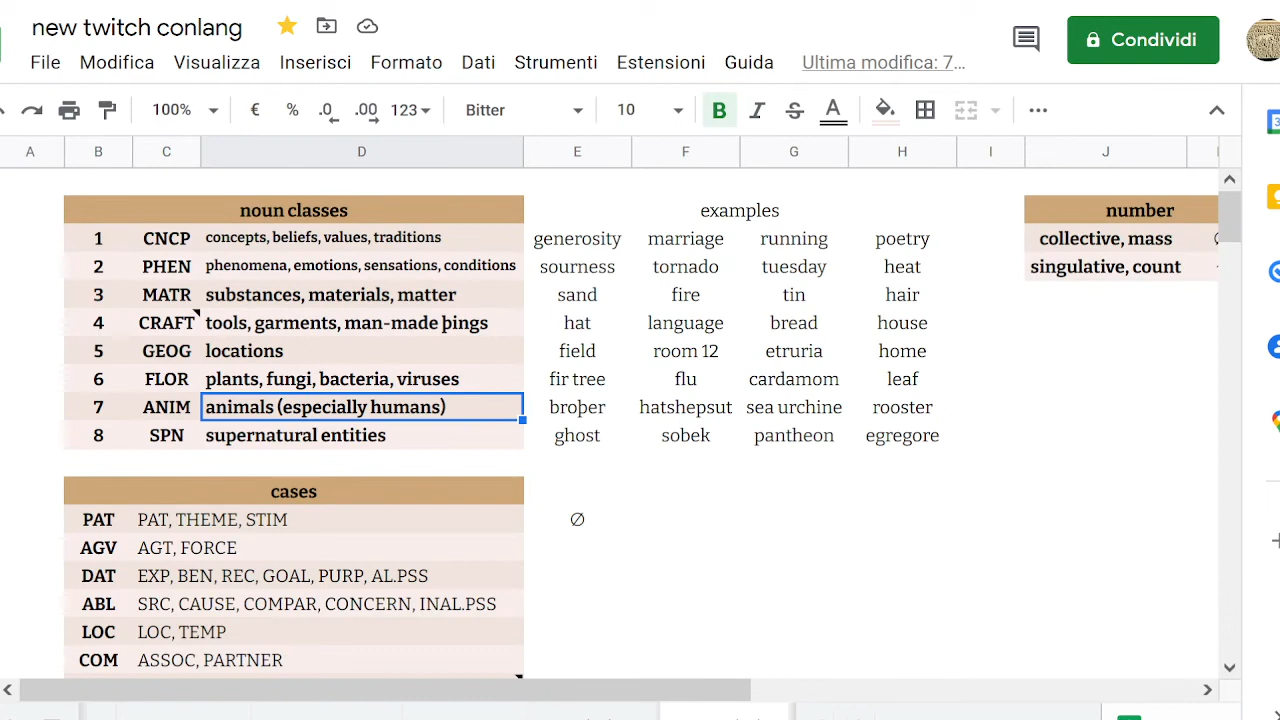 new twitch conlang
Condividi
File Modifica Visualizza Inserisci Formato Dati Strumenti Estensioni Guida Ultima modifica: 7…
100% € % .0 .00 123 Bitter 10 B I S A
A B C D E F G H I J
noun classes examples number
1 CNCP concepts, beliefs, values, traditions generosity marriage running poetry collective, mass
2 PHEN phenomena, emotions, sensations, conditions sourness tornado tuesday heat singulative, count
3 MATR substances, materials, matter sand fire tin hair
4 CRAFT tools, garments, man-made þings hat language bread house
5 GEOG locations field room 12 etruria home
6 FLOR plants, fungi, bacteria, viruses fir tree flu cardamom leaf
7 ANIM animals (especially humans) broþer hatshepsut sea urchine rooster
8 SPN supernatural entities ghost sobek pantheon egregore
cases
PAT PAT, THEME, STIM ∅
AGV AGT, FORCE
DAT EXP, BEN, REC, GOAL, PURP, AL.PSS
ABL SRC, CAUSE, COMPAR, CONCERN, INAL.PSS
LOC LOC, TEMP
COM ASSOC, PARTNER